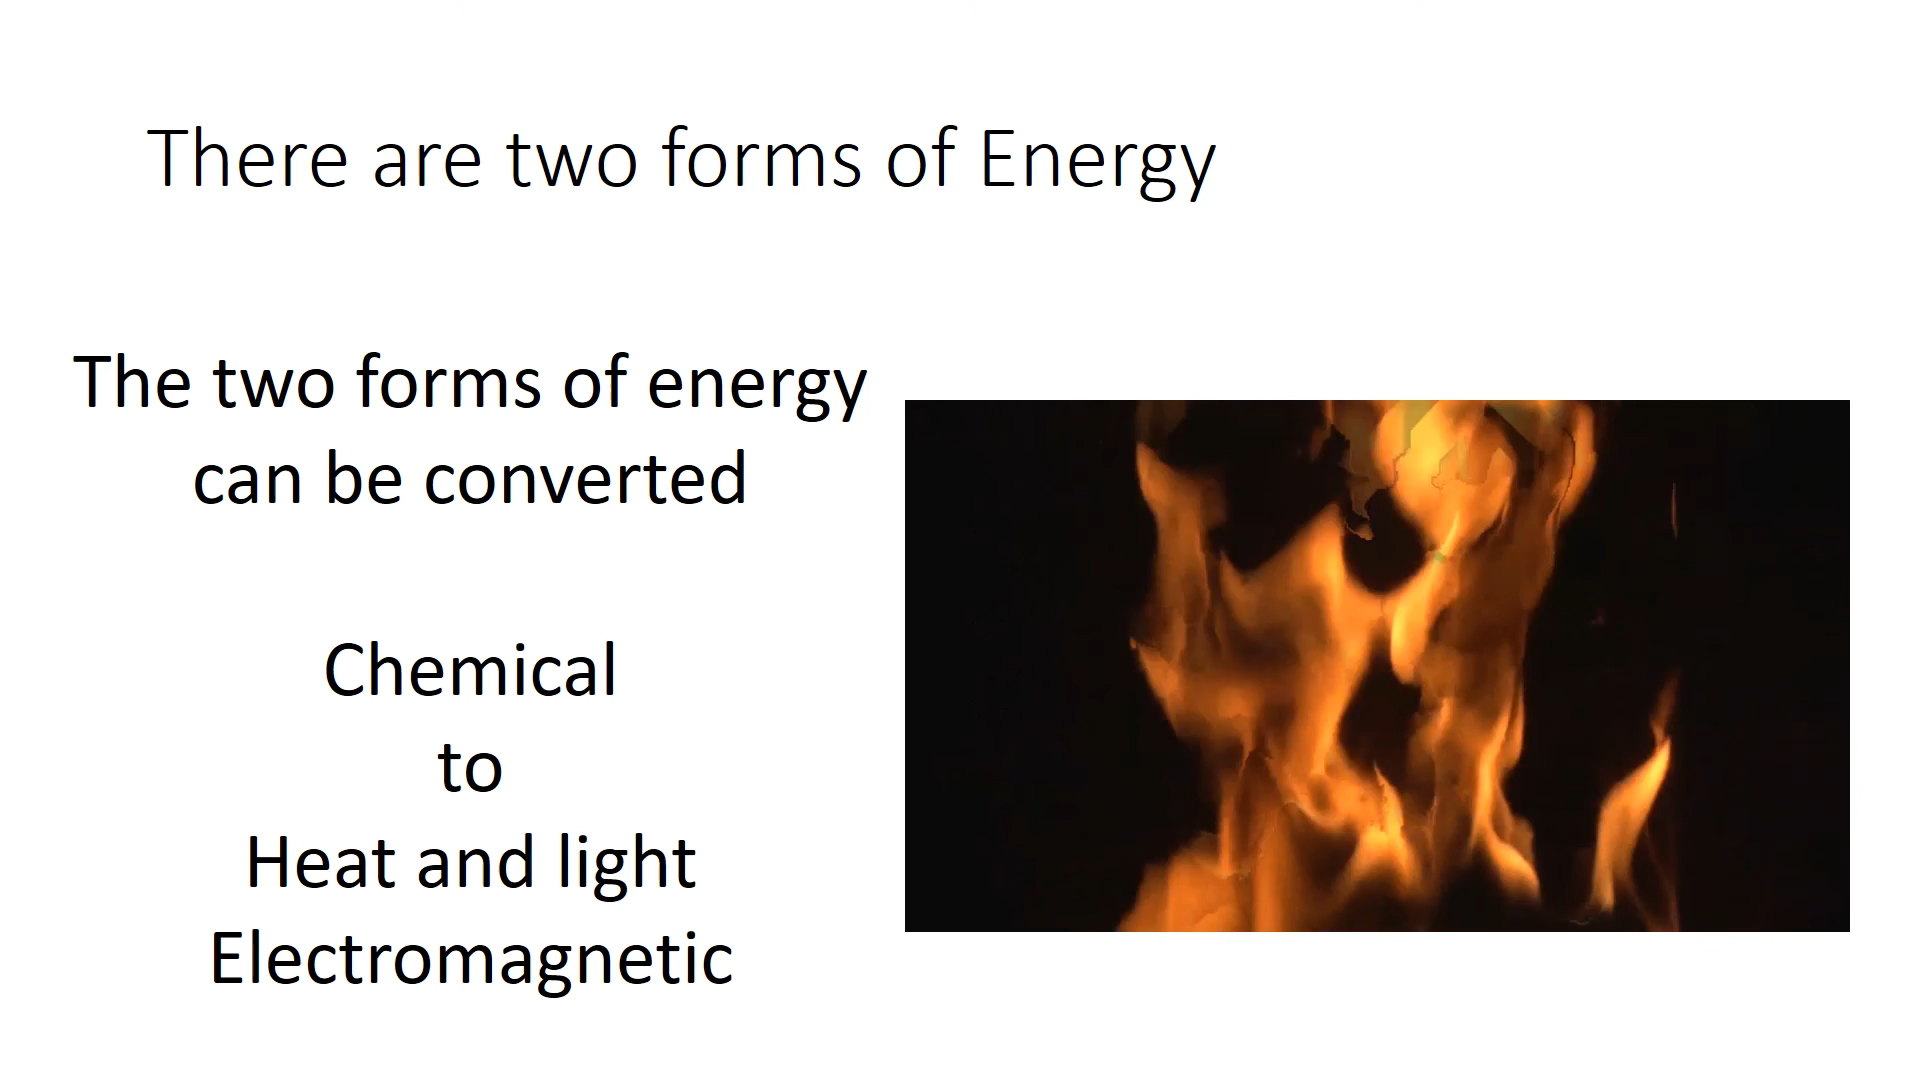 There are two forms of Energy
The two forms of energy
can be converted
Chemical
to
Heat and light
Electromagnetic